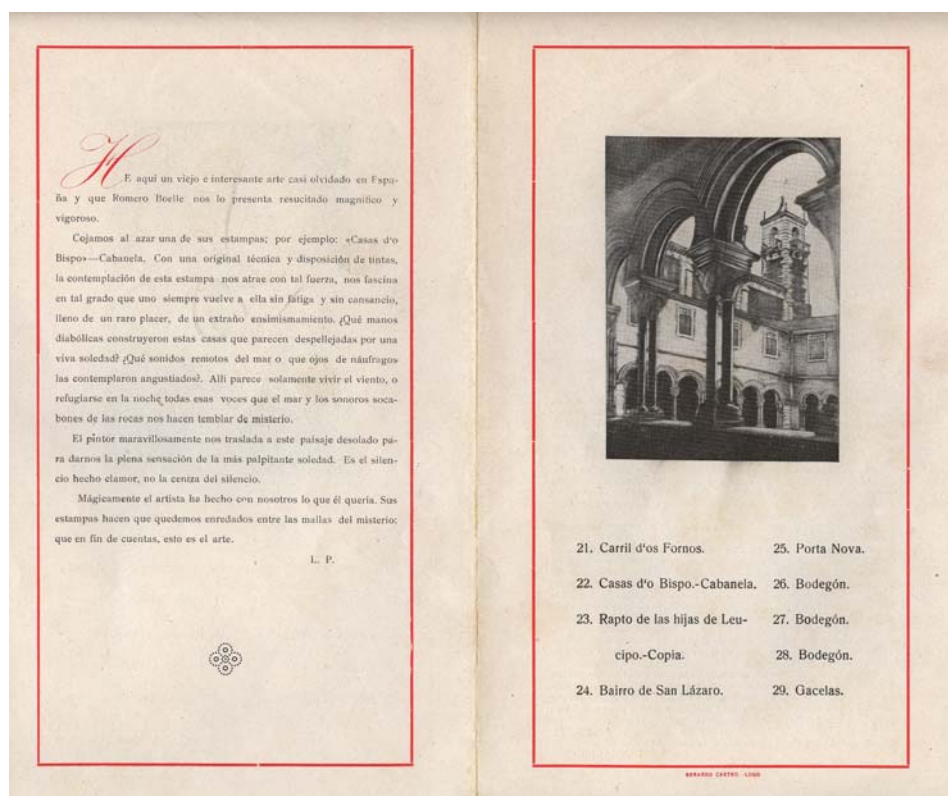 HE aquí un viejo e interesante arte casi olvidado en Espa-
ña y que Romero Boelle nos lo presenta resucitado magnífico y
vigoroso.
Cojamos al azar una de sus estampas; por ejemplo: «Casas d'o
Bispo»—Cabanela. Con una original técnica y disposición de tintas,
la contemplación de esta estampa nos atrae con tal fuerza, nos fascina
en tal grado que uno siempre vuelve a ella sin fatiga y sin cansancio,
lleno de un raro placer, de un extraño ensimismamiento. ¿Qué manos
diabólicas construyeron estas casas que parecen despellejadas por una
viva soledad? ¿Qué sonidos remotos del mar o que ojos de náufragos
las contemplaron angustiados?. Allí parece solamente vivir el viento, o
refugiarse en la noche todas esas voces que el mar y los sonoros soca-
bones de las rocas nos hacen temblar de misterio.
El pintor maravillosamente nos traslada a este paisaje desolado pa-
ra darnos la plena sensación de la más palpitante soledad. Es el silen-
cio hecho clamor, no la ceniza del silencio.
Mágicamente el artista ha hecho con nosotros lo que él quería. Sus
estampas hacen que quedemos enredados entre las mallas del misterio;
que en fin de cuentas, esto es el arte.
L. P.
21. Carril d'os Fornos.
22. Casas d'o Bispo.-Cabanela.
23. Rapto de las hijas de Leu-
cipo.-Copia.
24. Bairro de San Lázaro.
25. Porta Nova.
26. Bodegón.
27. Bodegón.
28. Bodegón.
29. Gacelas.
GERARDO CASTRO -LUGO